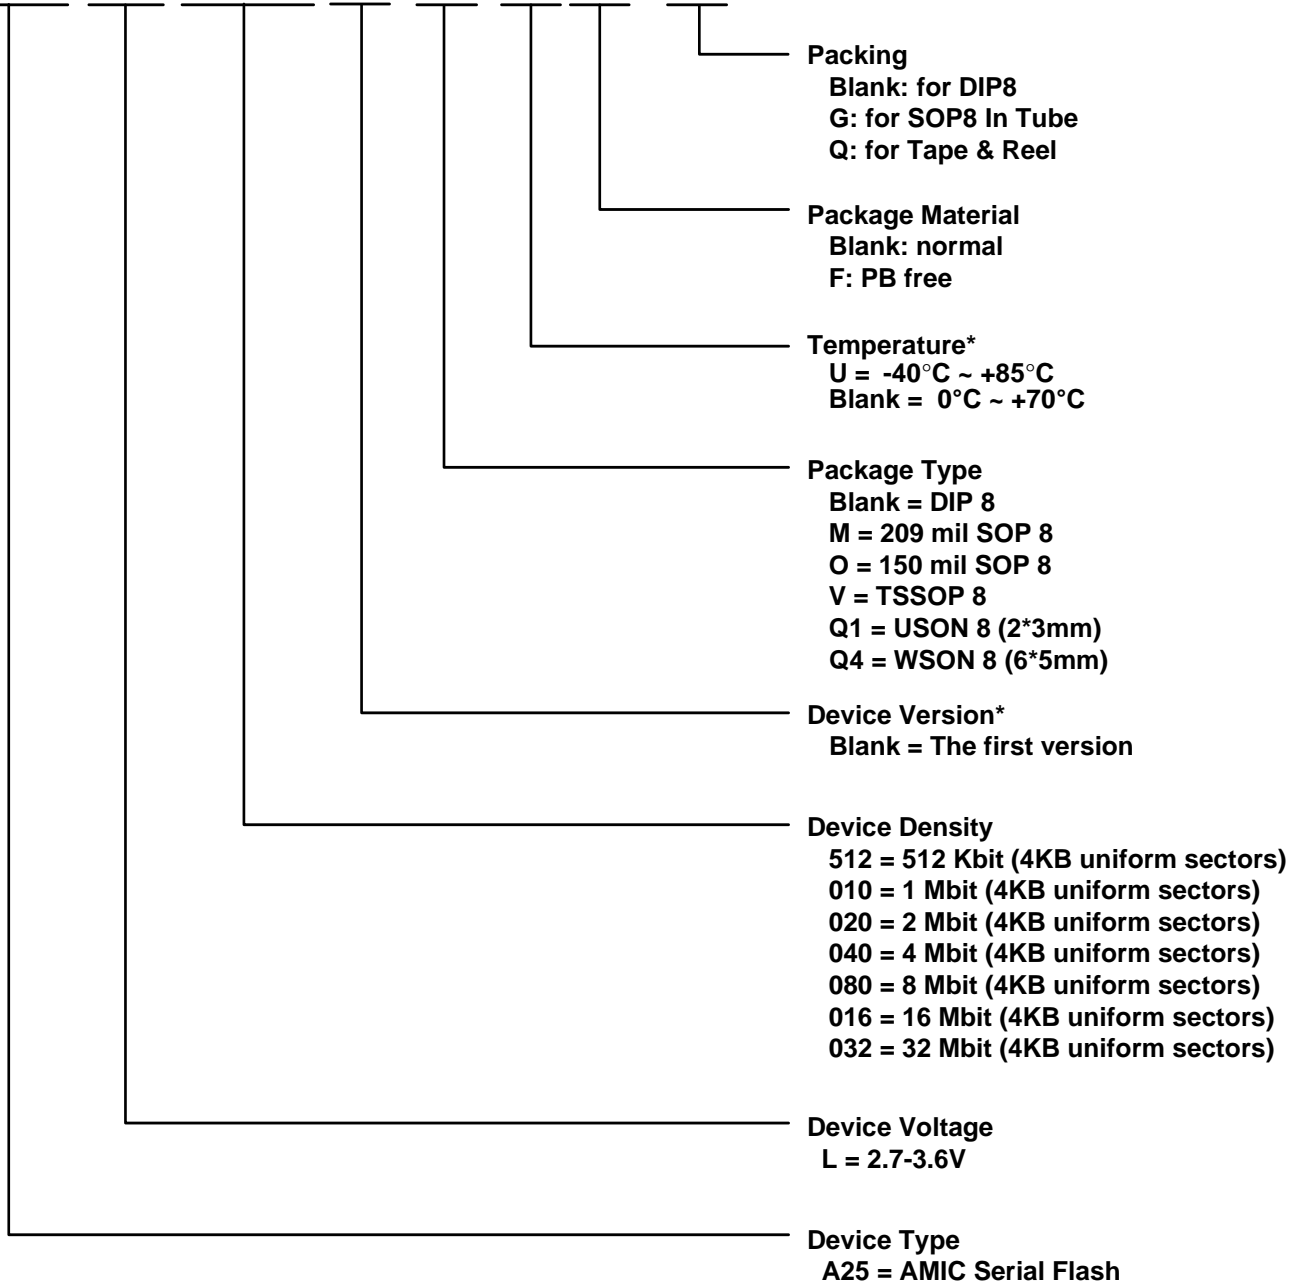 Packing
Blank: for DIP8
G: for SOP8 In Tube
Q: for Tape & Reel
Package Material
Blank: normal
F: PB free
Temperature*
U = -40°C ~ +85°C
Blank = 0°C ~ +70°C
Package Type
Blank = DIP 8
M = 209 mil SOP 8
O = 150 mil SOP 8
V = TSSOP 8
Q1 = USON 8 (2*3mm)
Q4 = WSON 8 (6*5mm)
Device Version*
Blank = The first version
Device Density
512 = 512 Kbit (4KB uniform sectors)
010 = 1 Mbit (4KB uniform sectors)
020 = 2 Mbit (4KB uniform sectors)
040 = 4 Mbit (4KB uniform sectors)
080 = 8 Mbit (4KB uniform sectors)
016 = 16 Mbit (4KB uniform sectors)
032 = 32 Mbit (4KB uniform sectors)
Device Voltage
L = 2.7-3.6V
Device Type
A25 = AMIC Serial Flash